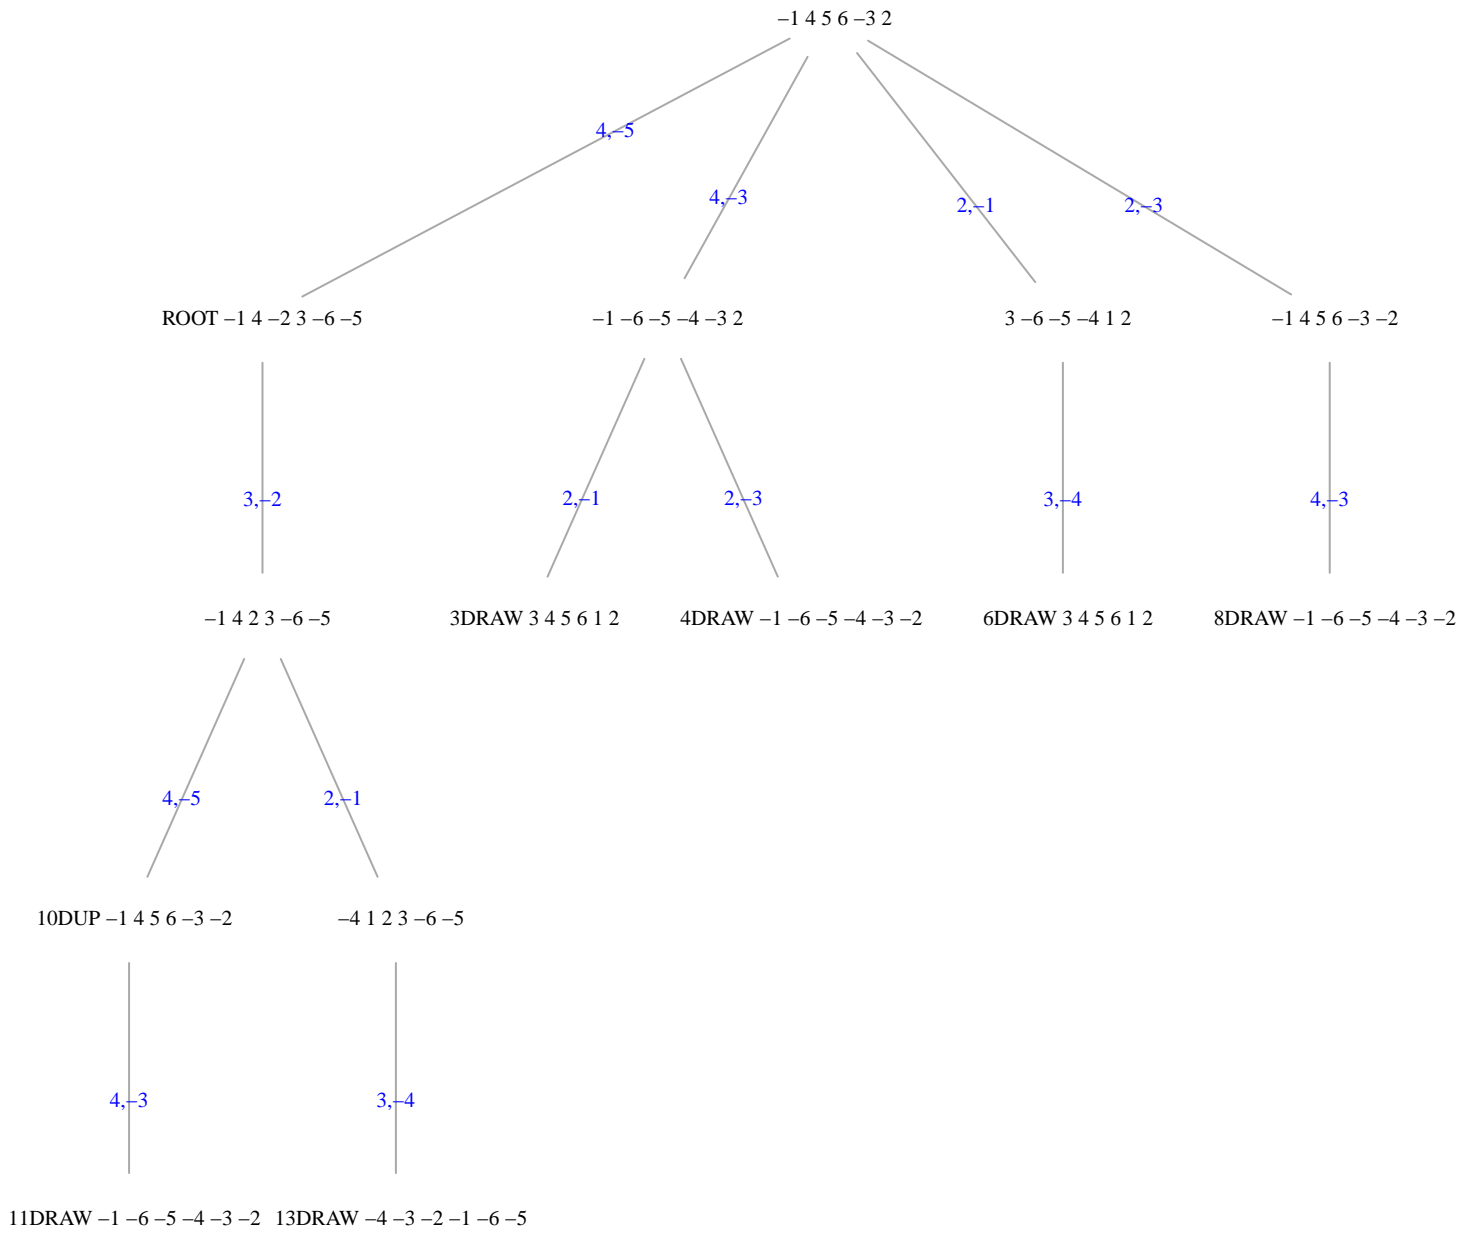 –1 4 5 6 –3 2
4,–5
4,–3
2,–1
2,–3
ROOT –1 4 –2 3 –6 –5
–1 –6 –5 –4 –3 2
3 –6 –5 –4 1 2
–1 4 5 6 –3 –2
3,–2
2,–1
2,–3
3,–4
4,–3
–1 4 2 3 –6 –5
3DRAW 3 4 5 6 1 2
4DRAW –1 –6 –5 –4 –3 –2
6DRAW 3 4 5 6 1 2
8DRAW –1 –6 –5 –4 –3 –2
4,–5
2,–1
10DUP –1 4 5 6 –3 –2
–4 1 2 3 –6 –5
4,–3
3,–4
11DRAW –1 –6 –5 –4 –3 –2
13DRAW –4 –3 –2 –1 –6 –5